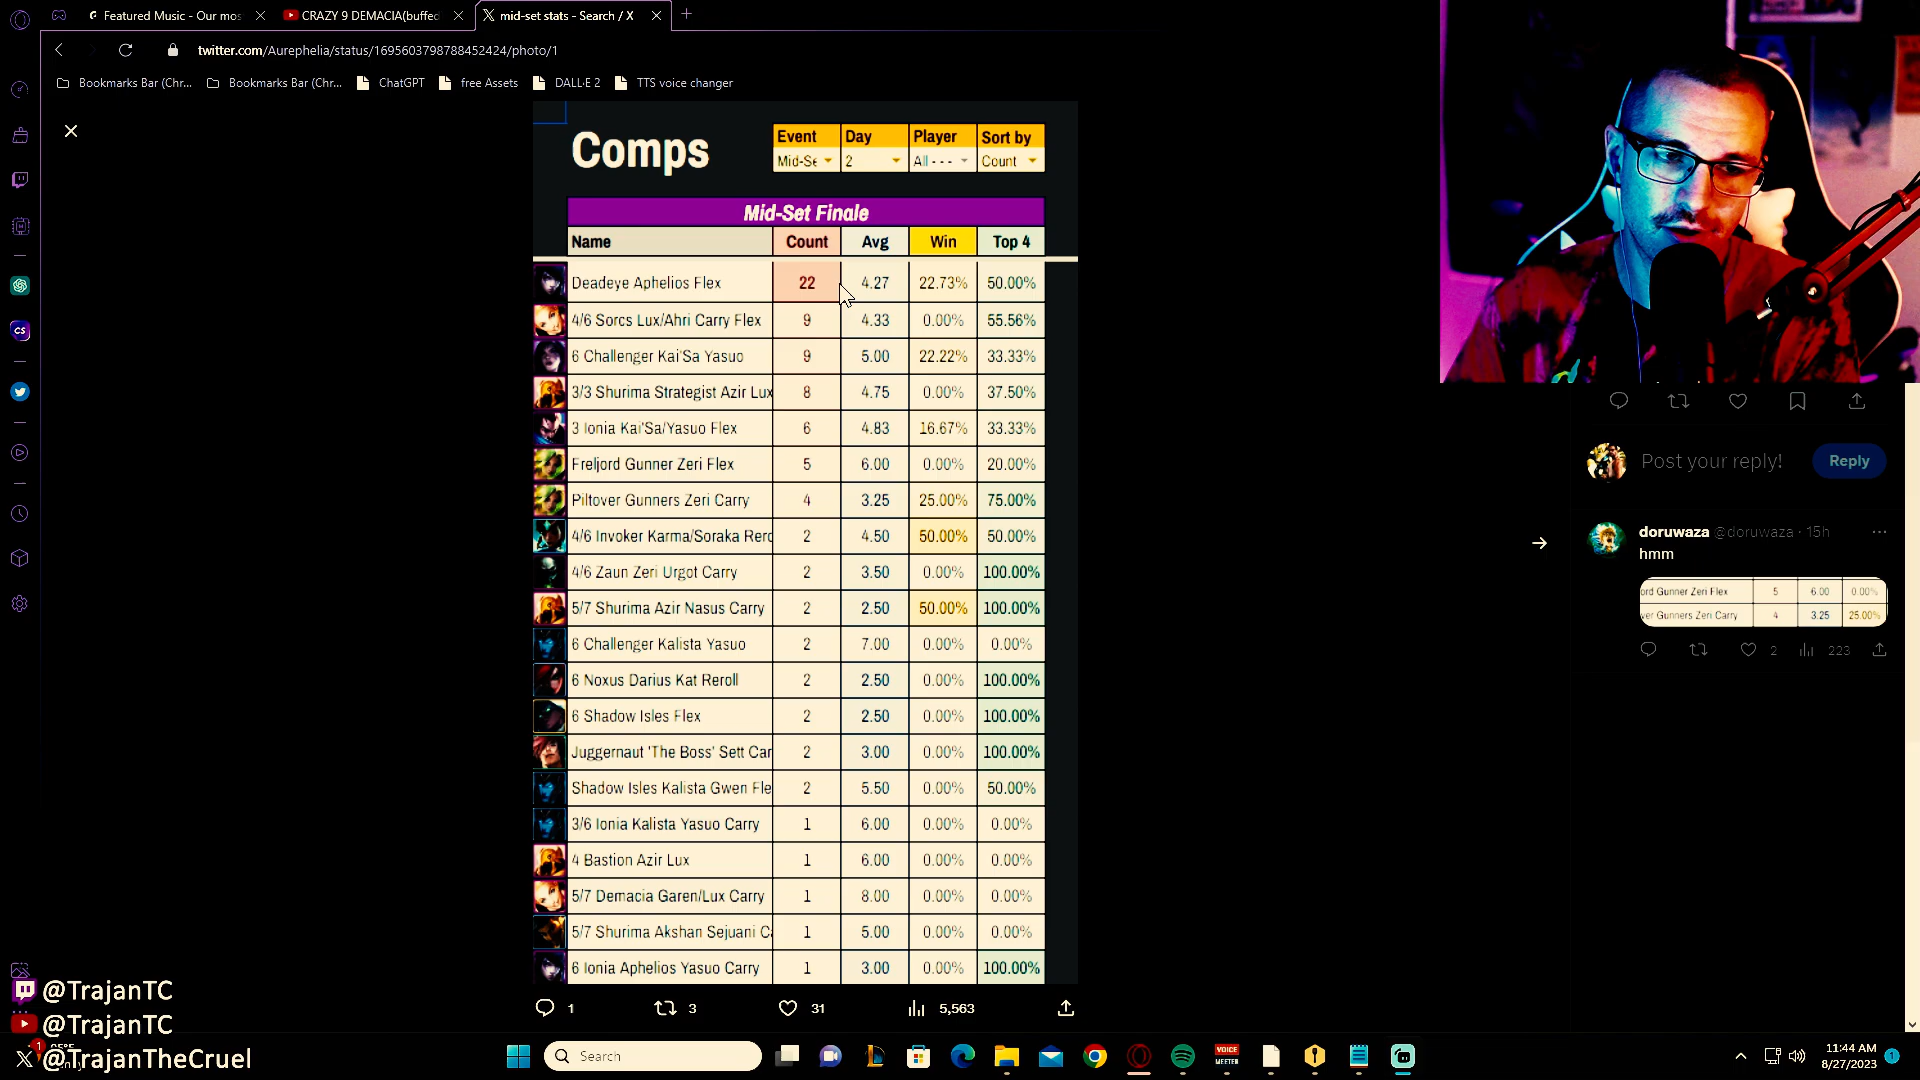 Featured Music - Our mos
CRAZY 9 DEMACIA(buffed
mid-set stats - Search / X
twitter.com/Aurephelia/status/1695603798788452424/photo/1
Bookmarks Bar (Chr... Bookmarks Bar (Chr... ChatGPT free Assets DALL·E 2 TTS voice changer
Comps
Event Day Player Sort by
Mid-Se 2 All - - - Count
Mid-Set Finale
Name Count Avg Win Top 4
Deadeye Aphelios Flex 22 4.27 22.73% 50.00%
4/6 Sorcs Lux/Ahri Carry Flex 9 4.33 0.00% 55.56%
6 Challenger Kai'Sa Yasuo 9 5.00 22.22% 33.33%
3/3 Shurima Strategist Azir Lux 8 4.75 0.00% 37.50%
3 Ionia Kai'Sa/Yasuo Flex 6 4.83 16.67% 33.33%
Freljord Gunner Zeri Flex 5 6.00 0.00% 20.00%
Piltover Gunners Zeri Carry 4 3.25 25.00% 75.00%
4/6 Invoker Karma/Soraka Rero 2 4.50 50.00% 50.00%
4/6 Zaun Zeri Urgot Carry 2 3.50 0.00% 100.00%
5/7 Shurima Azir Nasus Carry 2 2.50 50.00% 100.00%
6 Challenger Kalista Yasuo 2 7.00 0.00% 0.00%
6 Noxus Darius Kat Reroll 2 2.50 0.00% 100.00%
6 Shadow Isles Flex 2 2.50 0.00% 100.00%
Juggernaut 'The Boss' Sett Car 2 3.00 0.00% 100.00%
Shadow Isles Kalista Gwen Fle 2 5.50 0.00% 50.00%
3/6 Ionia Kalista Yasuo Carry 1 6.00 0.00% 0.00%
4 Bastion Azir Lux 1 6.00 0.00% 0.00%
5/7 Demacia Garen/Lux Carry 1 8.00 0.00% 0.00%
5/7 Shurima Akshan Sejuani Ca 1 5.00 0.00% 0.00%
6 Ionia Aphelios Yasuo Carry 1 3.00 0.00% 100.00%
1 3 31 5,563
Post your reply! Reply
doruwaza @doruwaza · 15h
hmm
ord Gunner Zeri Flex 5 6.00 0.00%
ver Gunners Zeri Carry 4 3.25 25.00%
2 223
CS
@TrajanTC
@TrajanTC
@TrajanTheCruel
1
Search
VOICE
MEETER
11:44 AM
8/27/2023
1